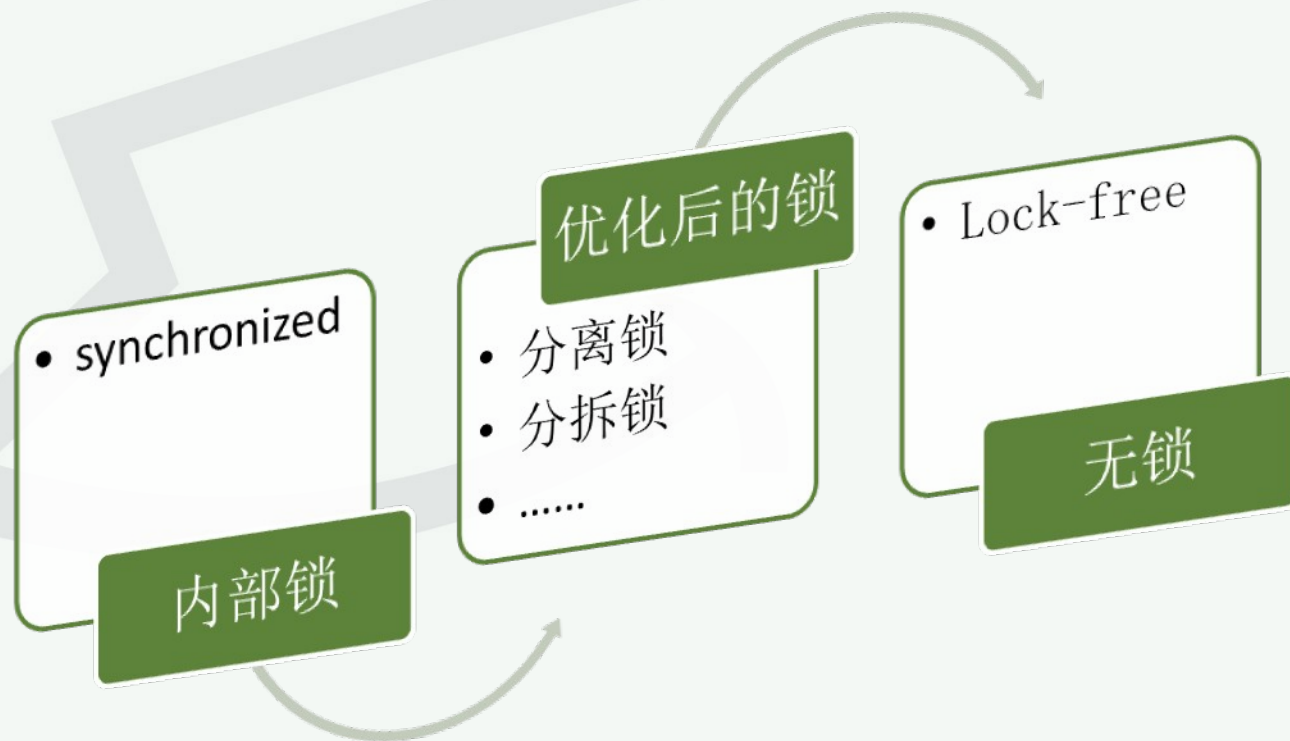 • synchronized
内部锁
优化后的锁
• 分离锁
• 分拆锁
• ……
• Lock-free
无锁